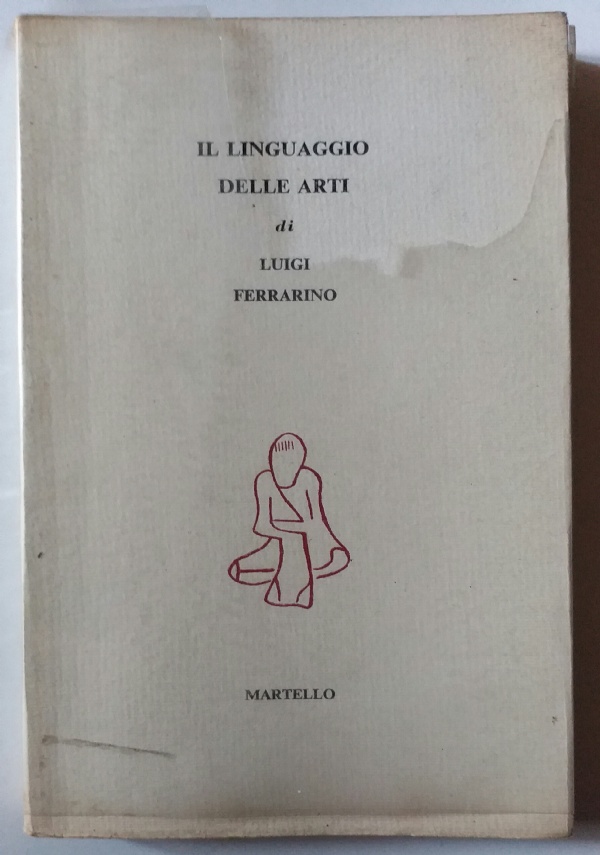 IL LINGUAGGIO
DELLE ARTI
di
LUIGI
FERRARINO
MARTELLO